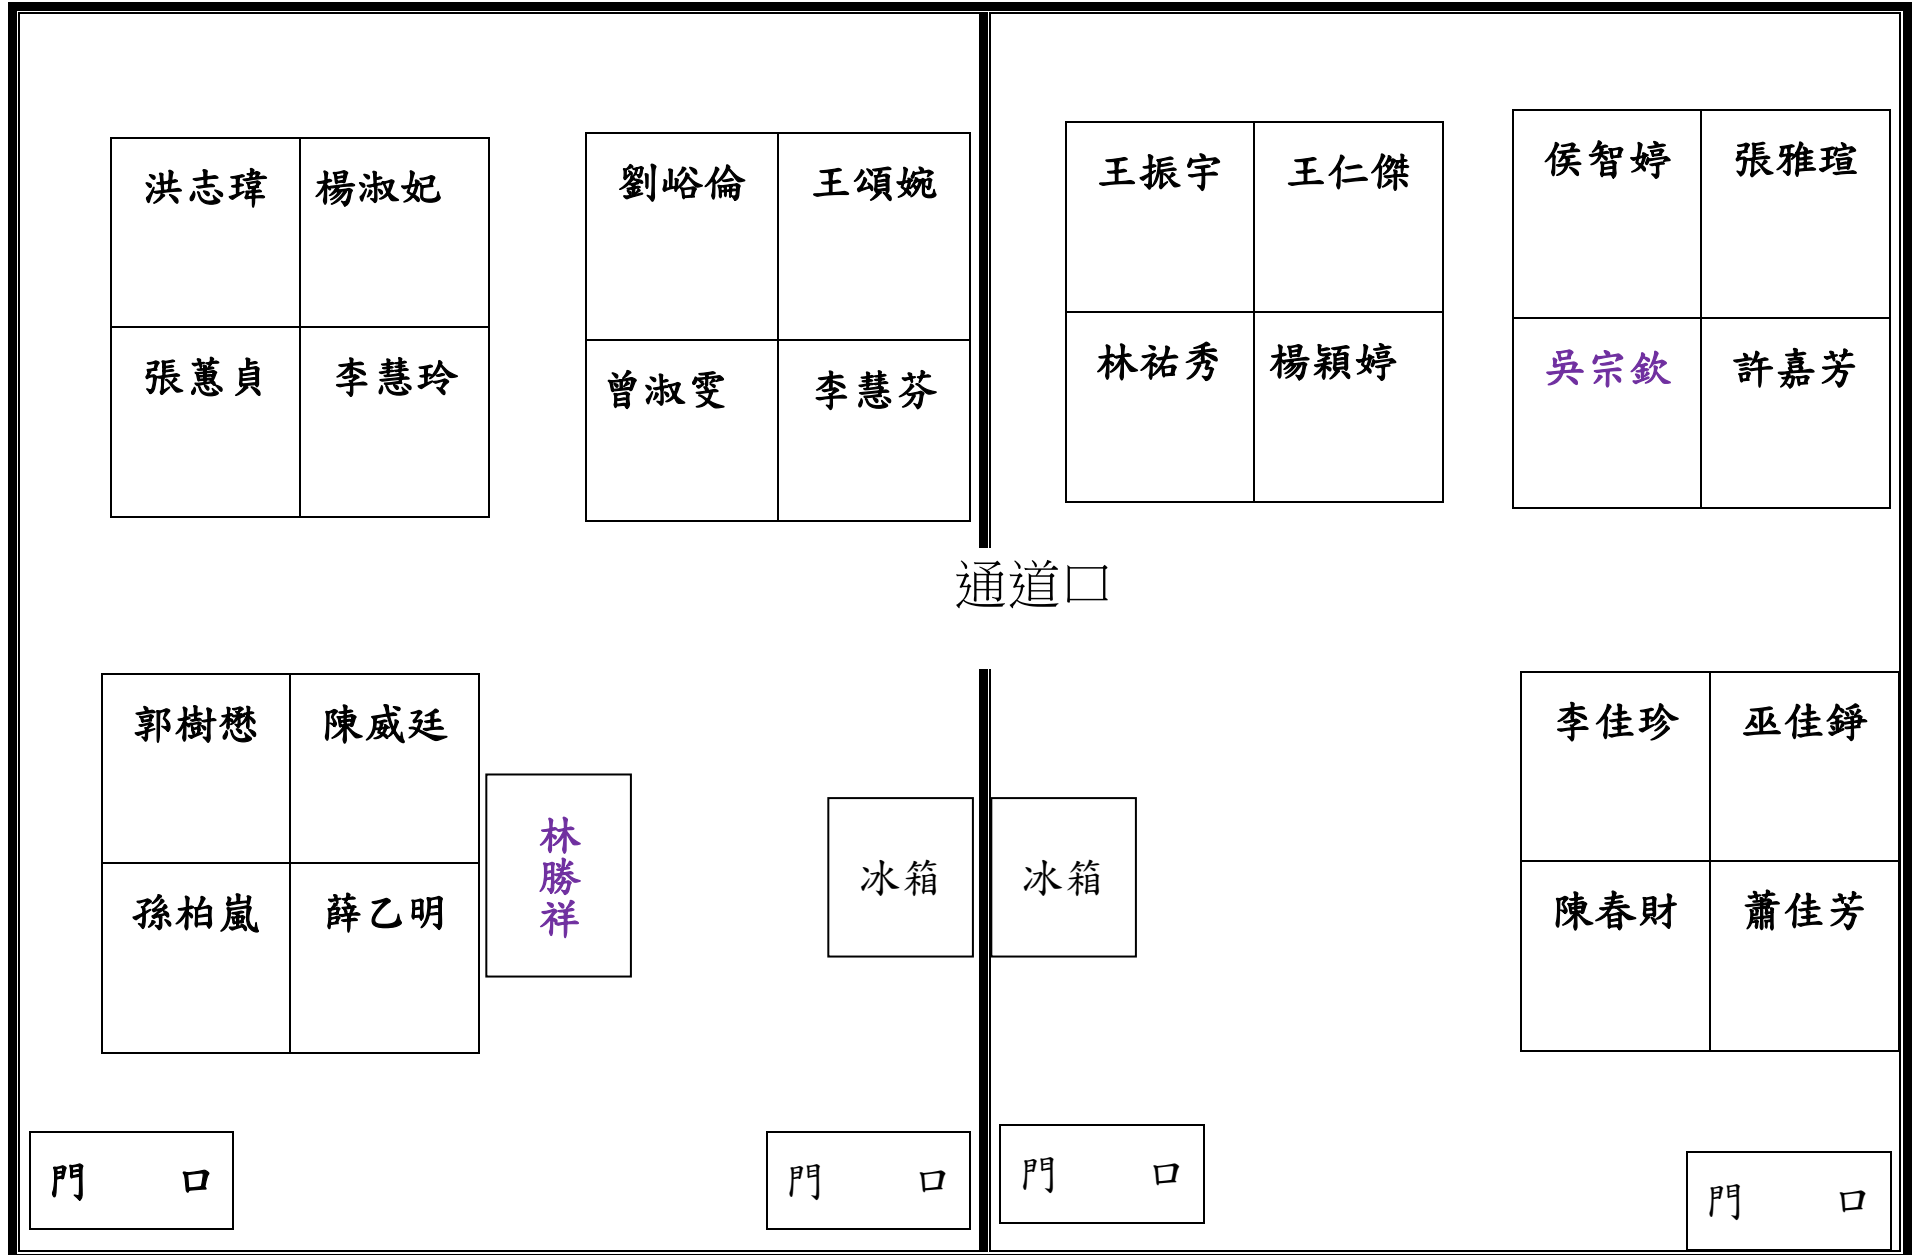 洪志瑋 楊淑妃
張蕙貞 李慧玲
劉峪倫 王頌婉
曾淑雯 李慧芬
王振宇 王仁傑
林祐秀 楊穎婷
侯智婷 張雅瑄
吳宗欽 許嘉芳
通道口
郭樹懋 陳威廷
孫柏嵐 薛乙明
林勝祥
冰箱
冰箱
李佳珍 巫佳錚
陳春財 蕭佳芳
門 口
門 口
門 口
門 口